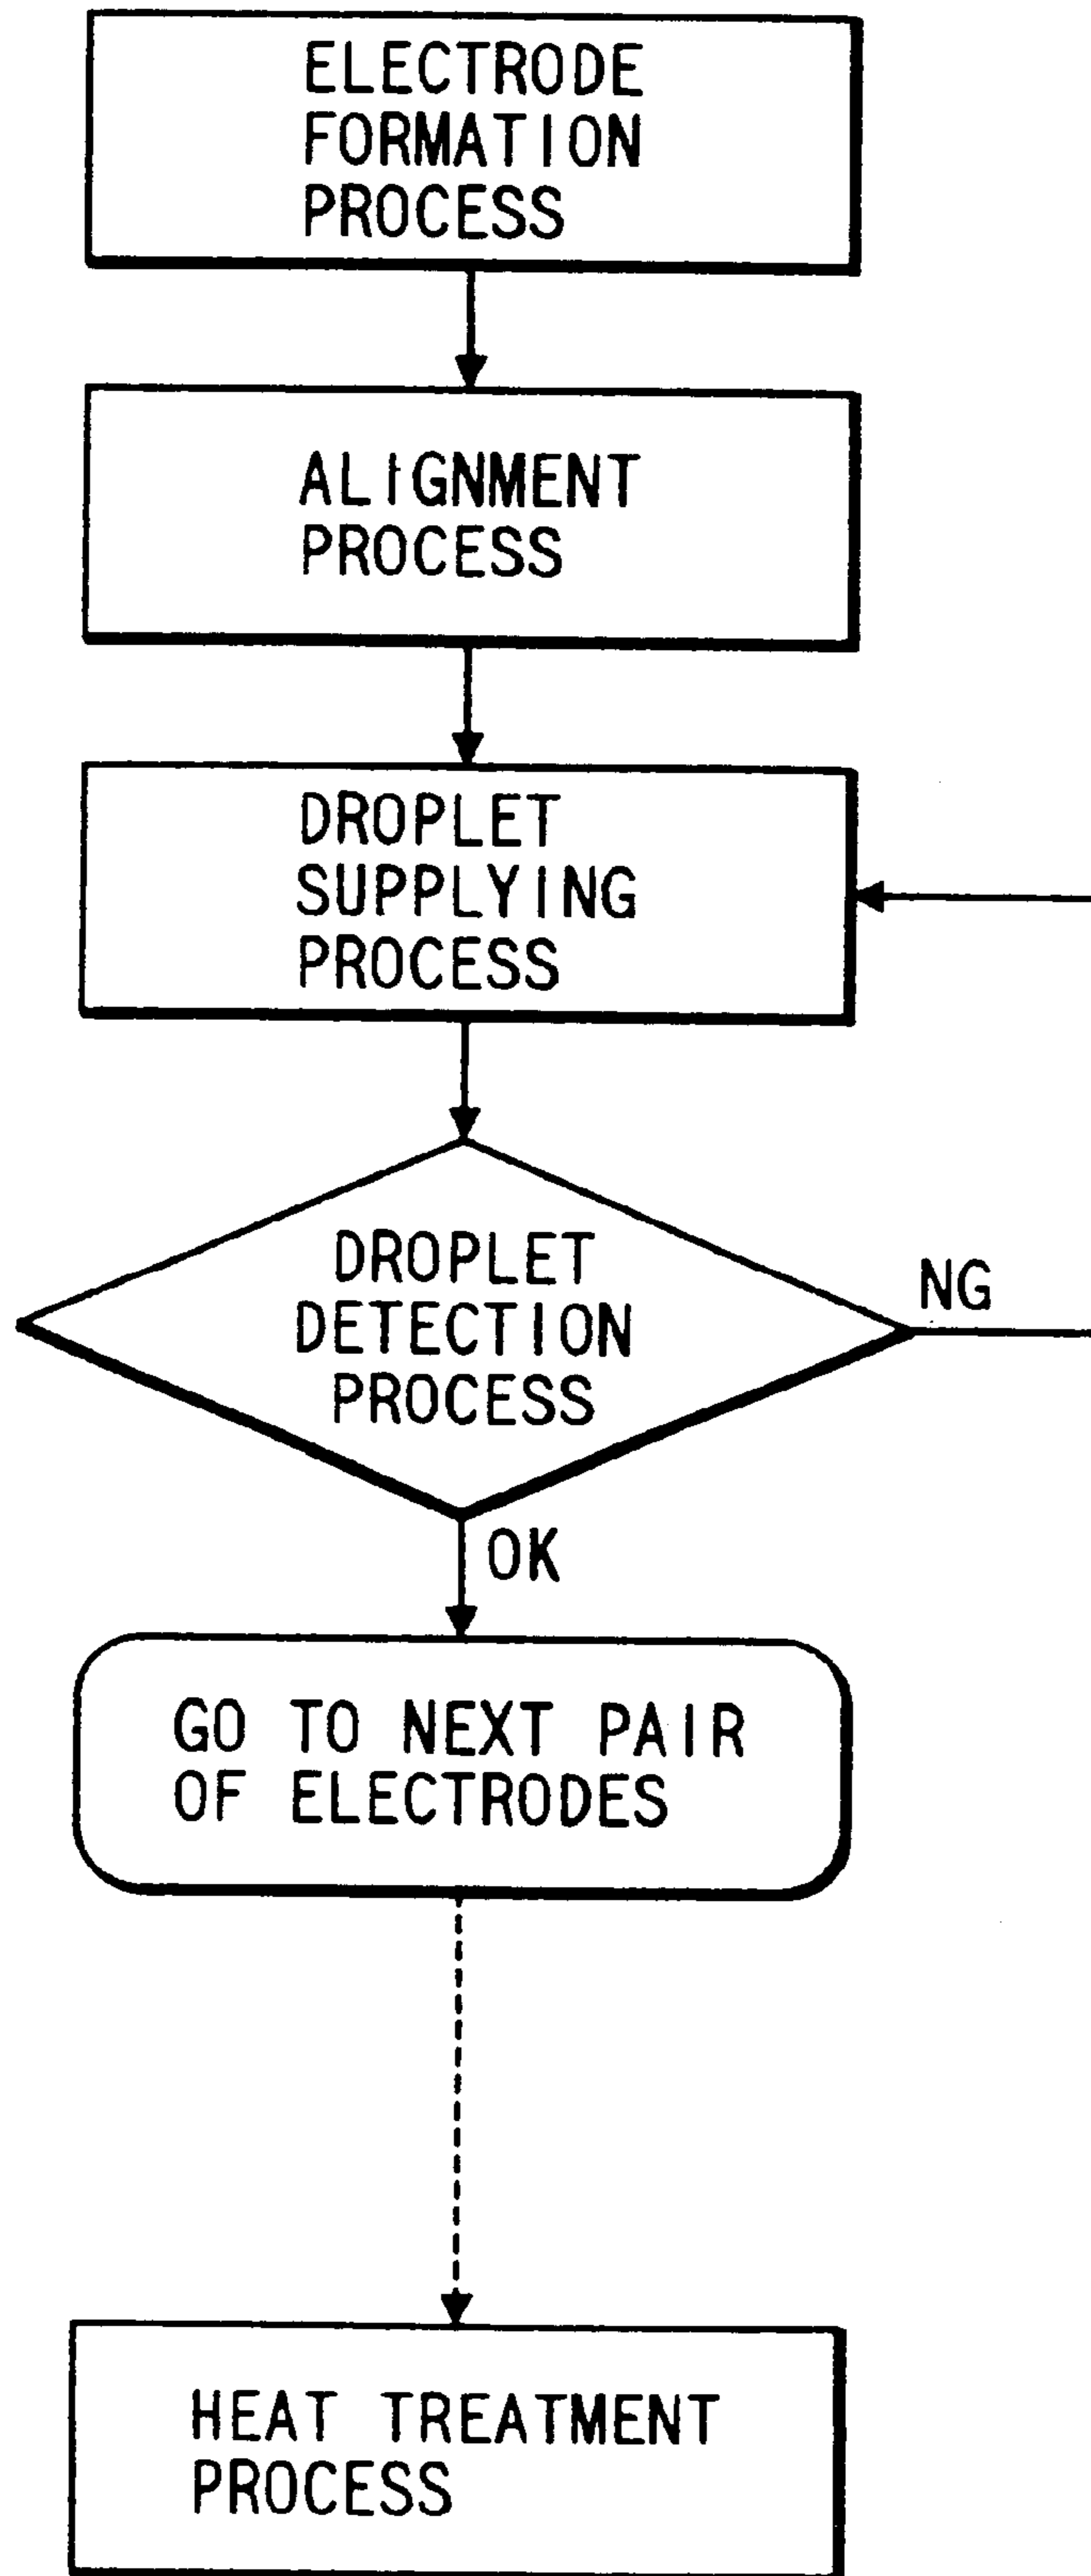 ELECTRODE
FORMATION
PROCESS
ALIGNMENT
PROCESS
DROPLET
SUPPLYING
PROCESS
DROPLET
DETECTION
PROCESS
NG
OK
GO TO NEXT PAIR
OF ELECTRODES
HEAT TREATMENT
PROCESS